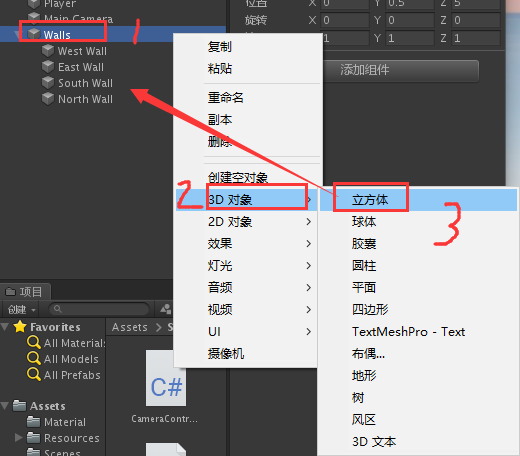 Player
Main Camera
Walls
West Wall
East Wall
South Wall
North Wall
1
位置 X 0 Y 0.5 Z 5
旋转 X 0 Y 0 Z 0
X 1 Y 1 Z 1
添加组件
复制
粘贴
重命名
副本
删除
创建空对象
2
3D 对象
2D 对象
效果
灯光
音频
视频
UI
摄像机
立方体
球体
3
胶囊
圆柱
平面
四边形
TextMeshPro - Text
布偶...
地形
树
风区
3D 文本
项目
创建
Favorites
All Materials
All Models
All Prefabs
Assets
Material
Resources
Scenes
Assets
S
C#
CameraContr...